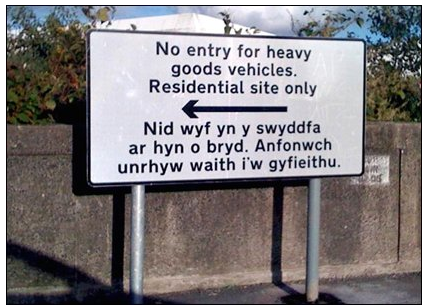 No entry for heavy
goods vehicles.
Residential site only
Nid wyf yn y swyddfa
ar hyn o bryd. Anfonwch
unrhyw waith i'w gyfieithu.